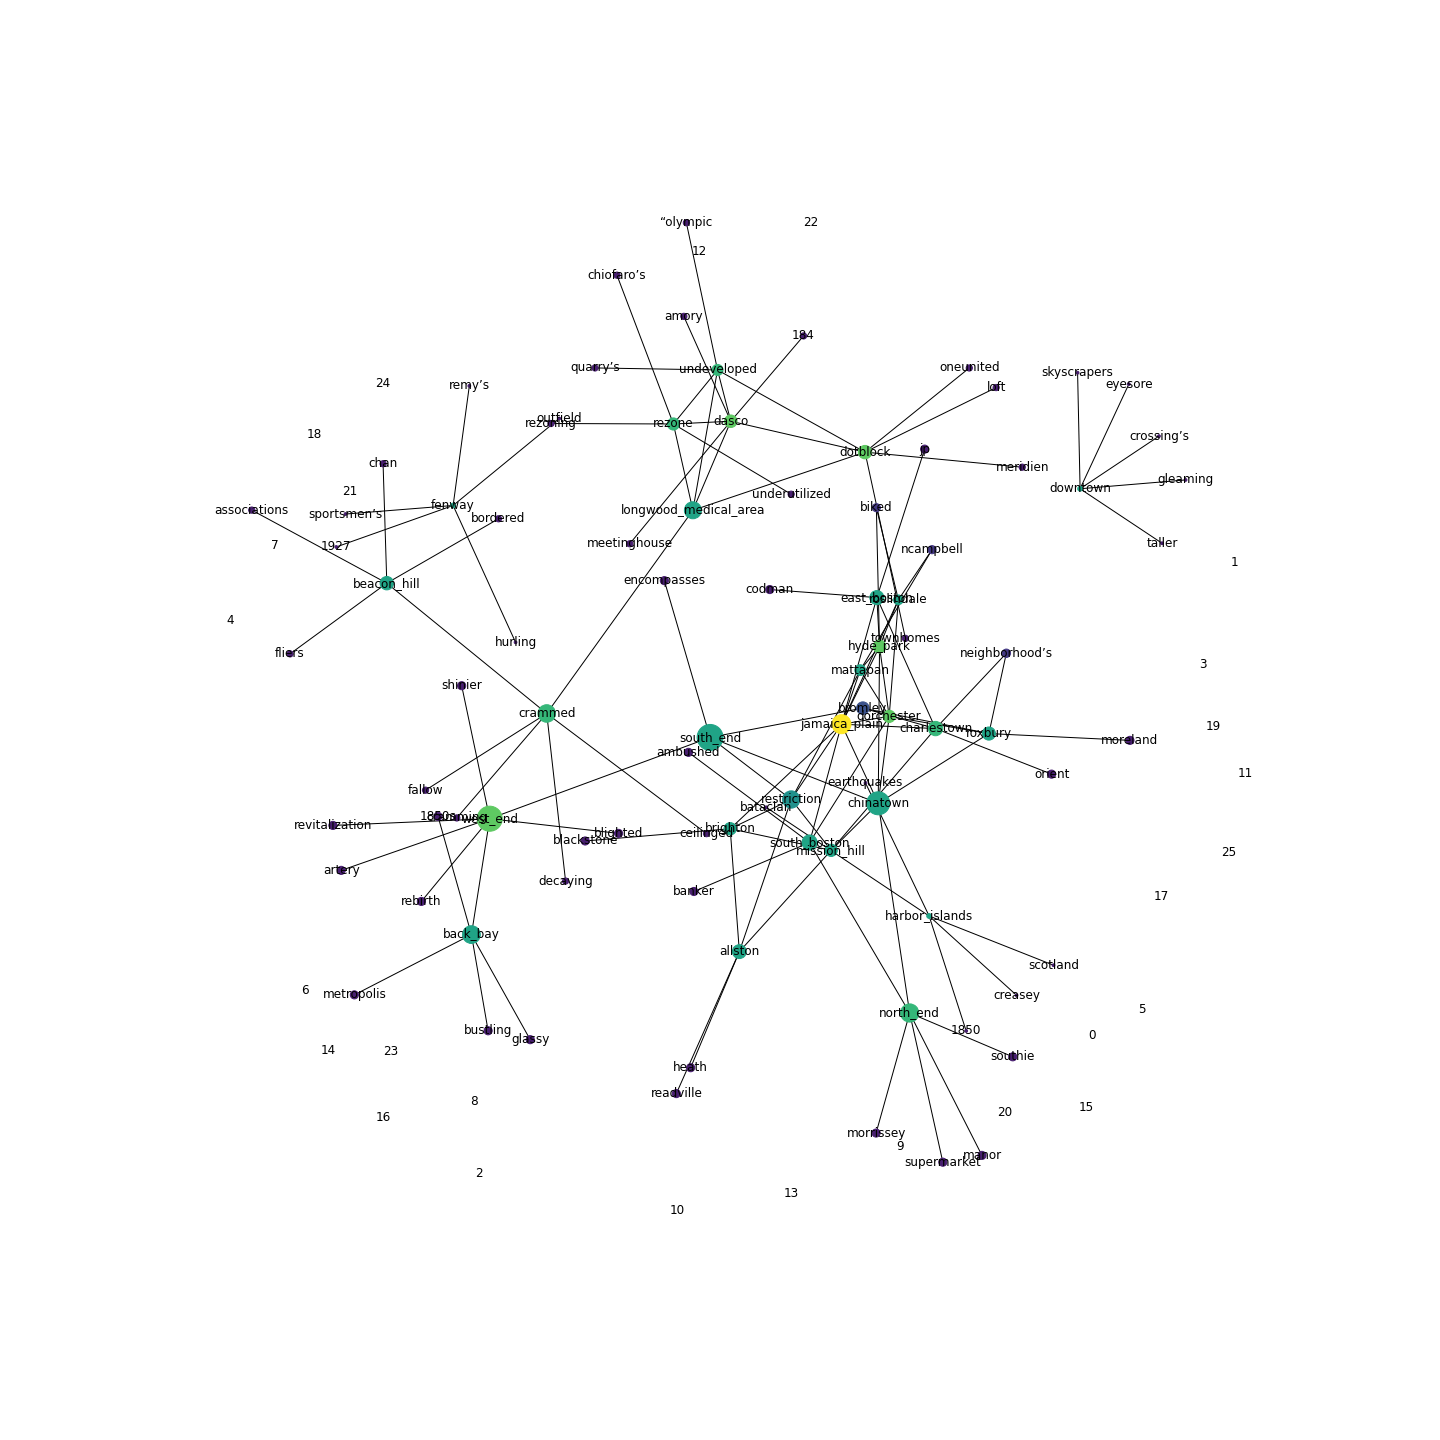 “olympic
22
12
chiofaro’s
amory
184
quarry’s
undeveloped
oneunited
skyscrapers
24
remy’s
loft
eyesore
outfield
rezoning
rezone
dasco
18
crossing’s
dotblock
jp
chan
meridien
gleaming
21
underutilized
downtown
fenway
biked
associations
sportsmen’s
longwood_medical_area
bordered
7
1927
meetinghouse
taller
ncampbell
1
beacon_hill
encompasses
codman
east_boston
roslindale
4
townhomes
hurling
hyde_park
fliers
neighborhood’s
3
mattapan
shinier
bromley
crammed
dorchester
jamaica_plain
charlestown
19
roxbury
south_end
moreland
ambushed
orient
11
earthquakes
fallow
restriction
chinatown
bataclan
1850s
west_end
revitalization
brighton
blighted
ceilinged
blackstone
south_boston
mission_hill
25
artery
decaying
banker
17
rebirth
harbor_islands
back_bay
allston
scotland
6
metropolis
creasey
5
north_end
bustling
1850
0
glassy
14
23
southie
heath
readville
8
15
20
16
morrissey
9
manor
supermarket
2
13
10